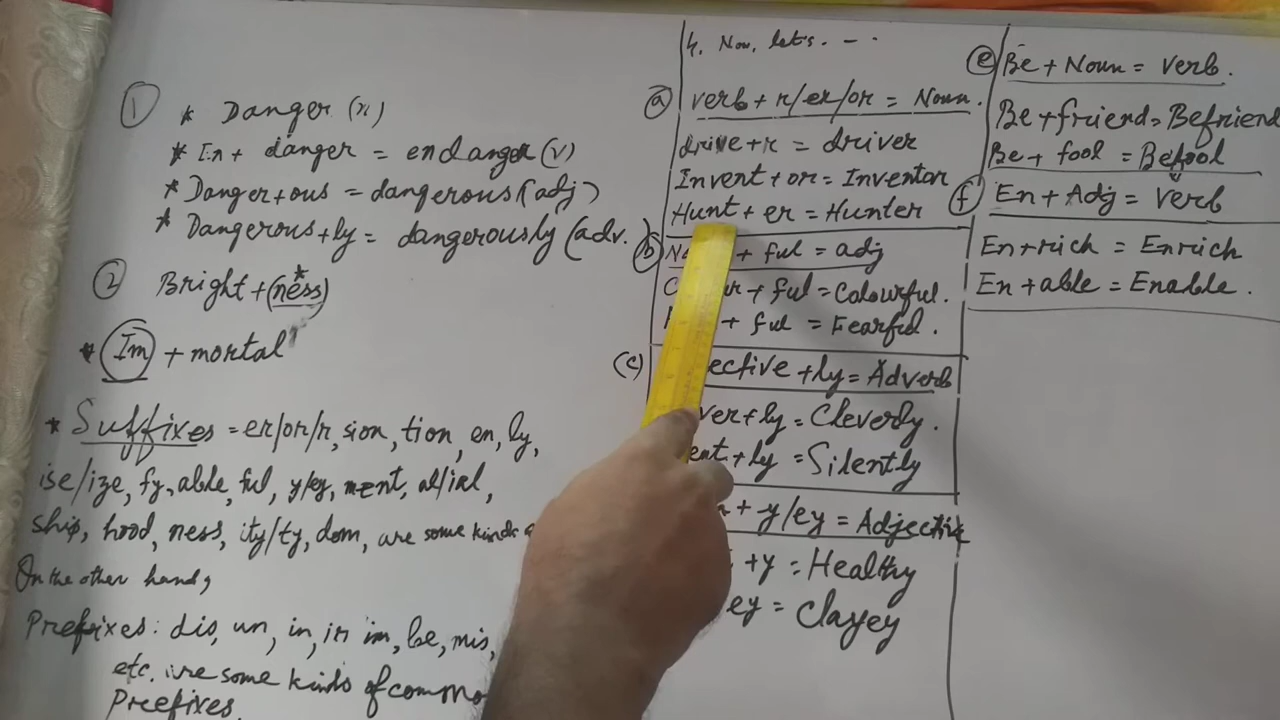 ① * Danger (n)
* En + danger = endanger (v)
* Danger + ous = dangerous (adj)
* Dangerous + ly = dangerously (adv.
② Bright + (ness)
* Im + mortal
* Suffixes = er/or/r, sion, tion, en, ly,
ise/ize, fy, able, ful, y/ey, ment, al/ial,
ship, hood, ness, ity/ty, dom, are some kinds
On the other hand,
Prefixes: dis, un, in, ir im, be, mis,
etc. are some kinds of commo
Preefixes.
4. Now, let's. - - -
ⓐ verb + r/er/or = Noun.
drive + r = driver
Invent + or = Inventor
Hunt + er = Hunter
ⓑ + ful = adj
+ ful = Colourful.
+ ful = Fearful.
(c) ective + ly = Adverb
ver + ly = Cleverly.
ent + ly = Silently
+ y/ey = Adjective
+ y = Healthy
ey = Clayey
ⓔ Be + Noun = verb.
Be + friend = Befriend
Be + fool = Befool
ⓕ En + Adj = verb
En + rich = Enrich
En + able = Enable.